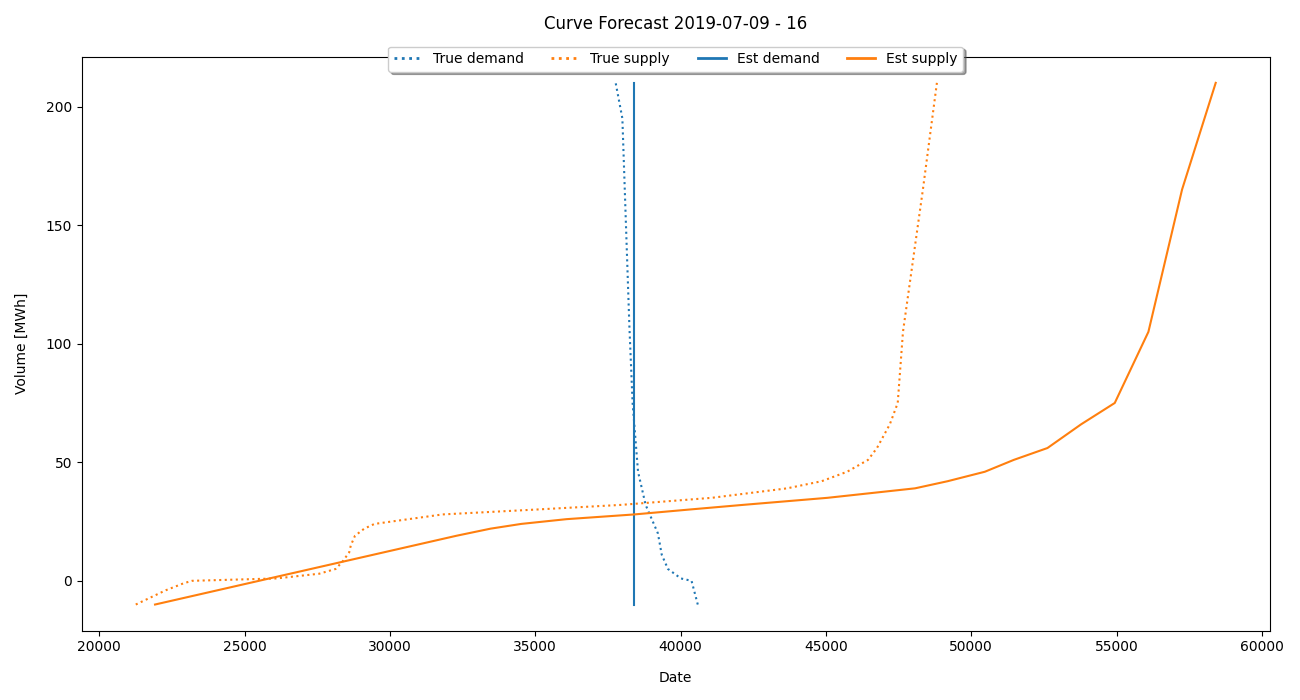 Curve Forecast 2019-07-09 - 16
True demand True supply Est demand Est supply
200
150
100
50
0
Volume [MWh]
20000 25000 30000 35000 40000 45000 50000 55000 60000
Date